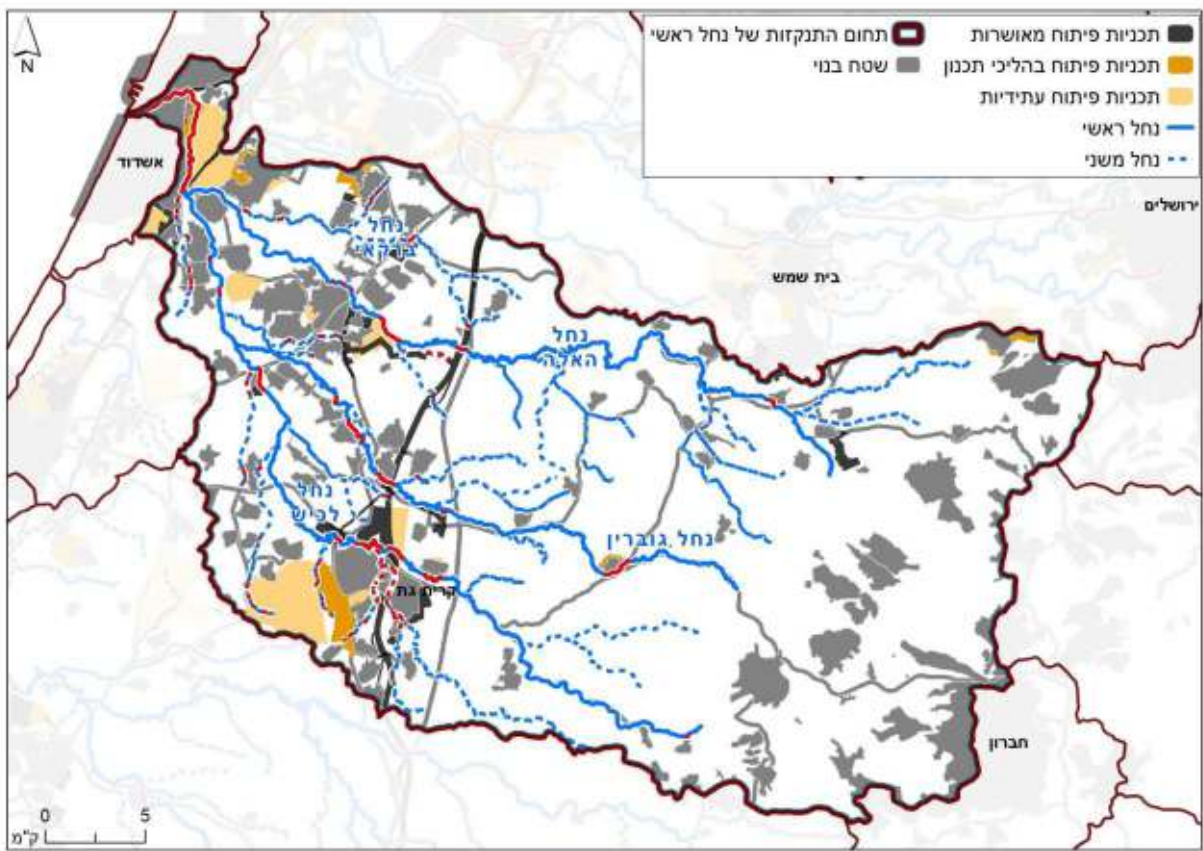 תכניות פיתוח מאושרות
תחום התנקזות של נחל ראשי
תכניות פיתוח בהליכי תכנון
שטח בנוי
תכניות פיתוח עתידיות
נחל ראשי
נחל משני
N
אשדוד
ירושלים
נחל
ברקאי
בית שמש
נחל
האלה
נחל
לכיש
נחל גוברין
קרית גת
חברון
0 5
ק"מ